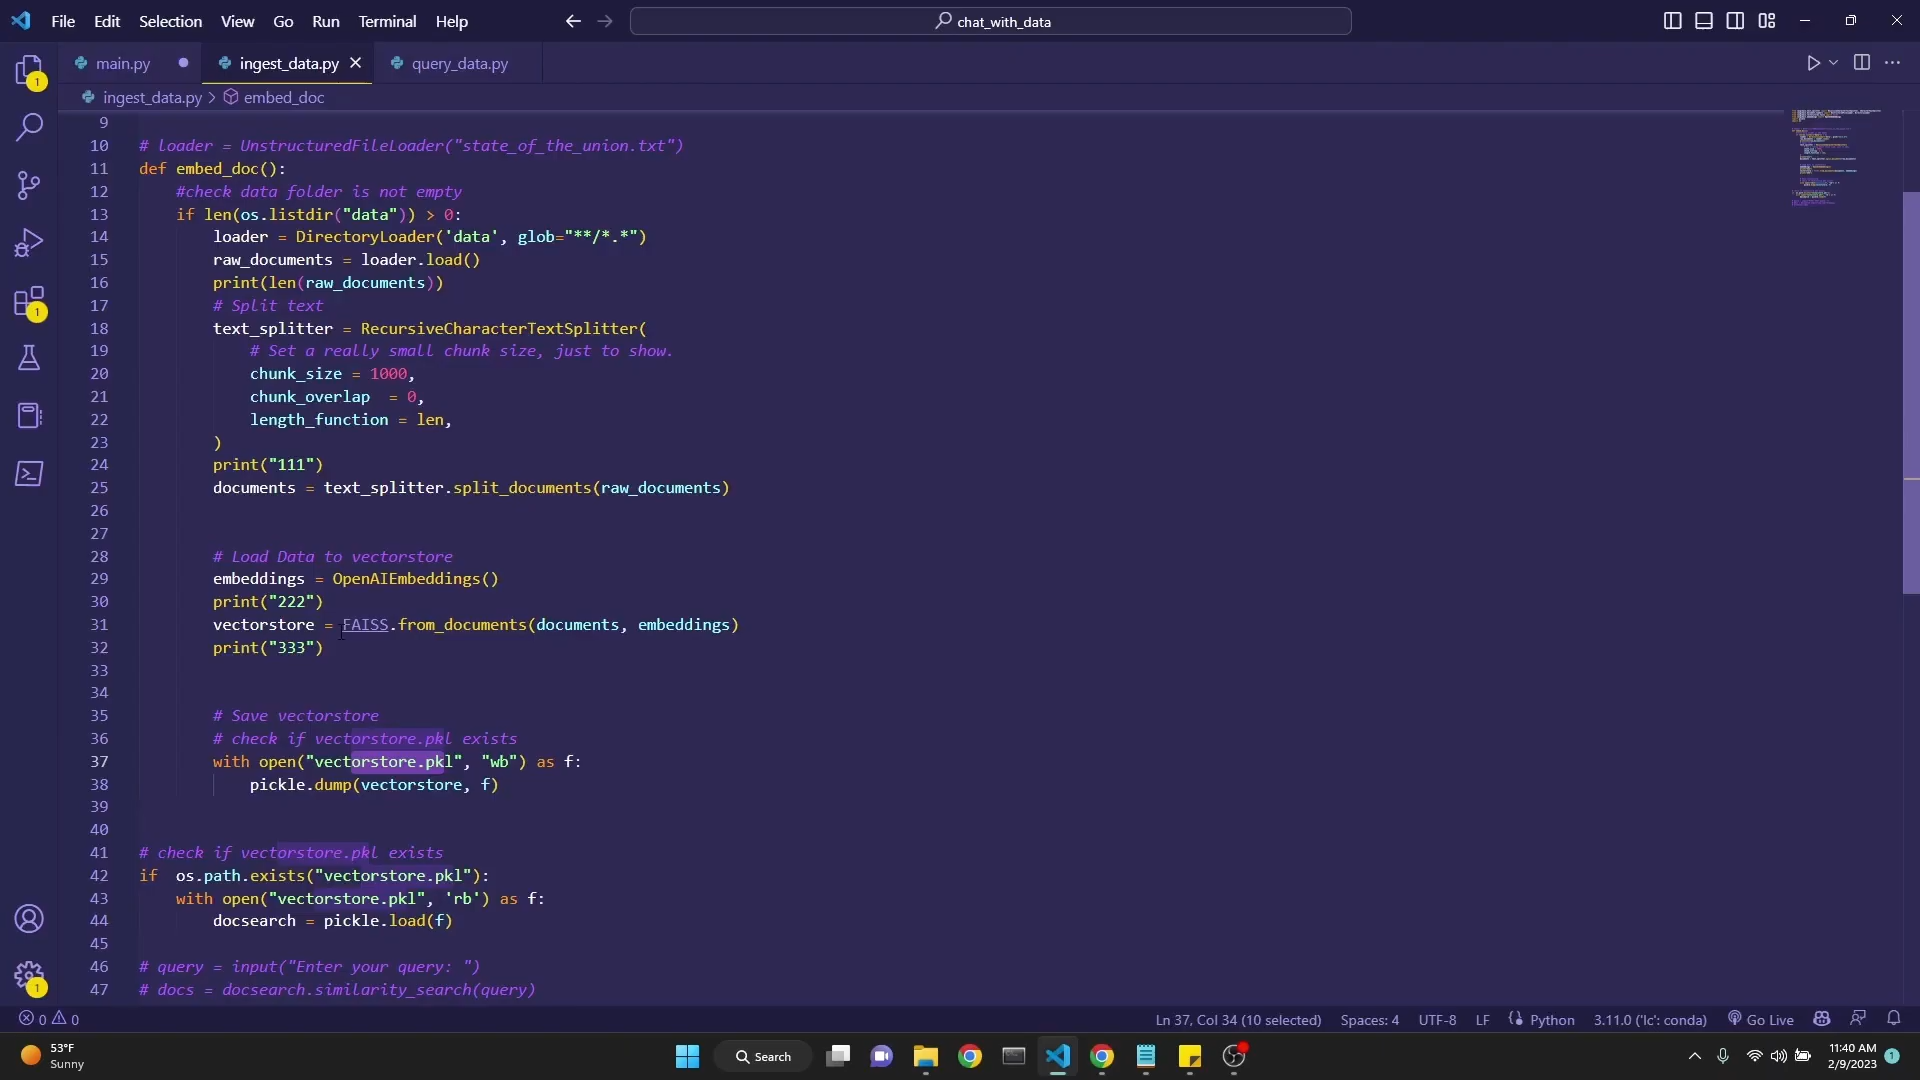 File Edit Selection View Go Run Terminal Help
chat_with_data
main.py
ingest_data.py
query_data.py
ingest_data.py > embed_doc
9
10 # loader = UnstructuredFileLoader("state_of_the_union.txt")
11 def embed_doc():
12 #check data folder is not empty
13 if len(os.listdir("data")) > 0:
14 loader = DirectoryLoader('data', glob="**/*.*")
15 raw_documents = loader.load()
16 print(len(raw_documents))
17 # Split text
18 text_splitter = RecursiveCharacterTextSplitter(
19 # Set a really small chunk size, just to show.
20 chunk_size = 1000,
21 chunk_overlap  = 0,
22 length_function = len,
23 )
24 print("111")
25 documents = text_splitter.split_documents(raw_documents)
26
27
28 # Load Data to vectorstore
29 embeddings = OpenAIEmbeddings()
30 print("222")
31 vectorstore = FAISS.from_documents(documents, embeddings)
32 print("333")
33
34
35 # Save vectorstore
36 # check if vectorstore.pkl exists
37 with open("vectorstore.pkl", "wb") as f:
38 pickle.dump(vectorstore, f)
39
40
41 # check if vectorstore.pkl exists
42 if  os.path.exists("vectorstore.pkl"):
43 with open("vectorstore.pkl", 'rb') as f:
44 docsearch = pickle.load(f)
45
46 # query = input("Enter your query: ")
47 # docs = docsearch.similarity_search(query)
1
1
1
0 0
Ln 37, Col 34 (10 selected) Spaces: 4 UTF-8 LF Python 3.11.0 ('lc': conda) Go Live
53°F
Sunny
Search
11:40 AM
2/9/2023
1